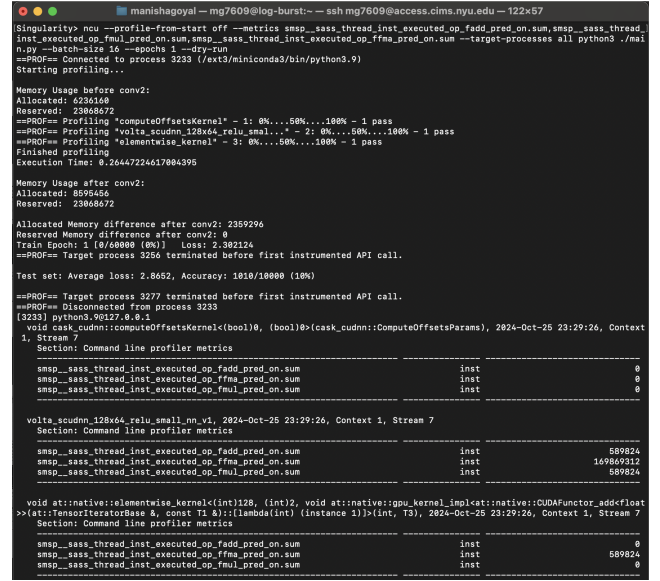 manishagoyal — mg7609@log-burst:~ — ssh mg7609@access.cims.nyu.edu — 122×57
Singularity> ncu --profile-from-start off --metrics smsp__sass_thread_inst_executed_op_fadd_pred_on.sum,smsp__sass_thread_
inst_executed_op_fmul_pred_on.sum,smsp__sass_thread_inst_executed_op_ffma_pred_on.sum --target-processes all python3 ./mai
n.py --batch-size 16 --epochs 1 --dry-run
==PROF== Connected to process 3233 (/ext3/miniconda3/bin/python3.9)
Starting profiling...
Memory Usage before conv2:
Allocated: 6236160
Reserved:  23068672
==PROF== Profiling "computeOffsetsKernel" - 1: 0%....50%....100% - 1 pass
==PROF== Profiling "volta_scudnn_128x64_relu_smal..." - 2: 0%....50%....100% - 1 pass
==PROF== Profiling "elementwise_kernel" - 3: 0%....50%....100% - 1 pass
Finished profiling
Execution Time: 0.26447224617004395
Memory Usage after conv2:
Allocated: 8595456
Reserved:  23068672
Allocated Memory difference after conv2: 2359296
Reserved Memory difference after conv2: 0
Train Epoch: 1 [0/60000 (0%)]   Loss: 2.302124
==PROF== Target process 3256 terminated before first instrumented API call.
Test set: Average loss: 2.8652, Accuracy: 1010/10000 (10%)
==PROF== Target process 3277 terminated before first instrumented API call.
==PROF== Disconnected from process 3233
[3233] python3.9@127.0.0.1
void cask_cudnn::computeOffsetsKernel<(bool)0, (bool)0>(cask_cudnn::ComputeOffsetsParams), 2024-Oct-25 23:29:26, Context
1, Stream 7
Section: Command line profiler metrics
smsp__sass_thread_inst_executed_op_fadd_pred_on.sum inst 0
smsp__sass_thread_inst_executed_op_ffma_pred_on.sum inst 0
smsp__sass_thread_inst_executed_op_fmul_pred_on.sum inst 0
volta_scudnn_128x64_relu_small_nn_v1, 2024-Oct-25 23:29:26, Context 1, Stream 7
Section: Command line profiler metrics
smsp__sass_thread_inst_executed_op_fadd_pred_on.sum inst 589824
smsp__sass_thread_inst_executed_op_ffma_pred_on.sum inst 169869312
smsp__sass_thread_inst_executed_op_fmul_pred_on.sum inst 589824
void at::native::elementwise_kernel<(int)128, (int)2, void at::native::gpu_kernel_impl<at::native::CUDAFunctor_add<float
>>(at::TensorIteratorBase &, const T1 &)::[lambda(int) (instance 1)]>(int, T3), 2024-Oct-25 23:29:26, Context 1, Stream 7
Section: Command line profiler metrics
smsp__sass_thread_inst_executed_op_fadd_pred_on.sum inst 0
smsp__sass_thread_inst_executed_op_ffma_pred_on.sum inst 589824
smsp__sass_thread_inst_executed_op_fmul_pred_on.sum inst 0